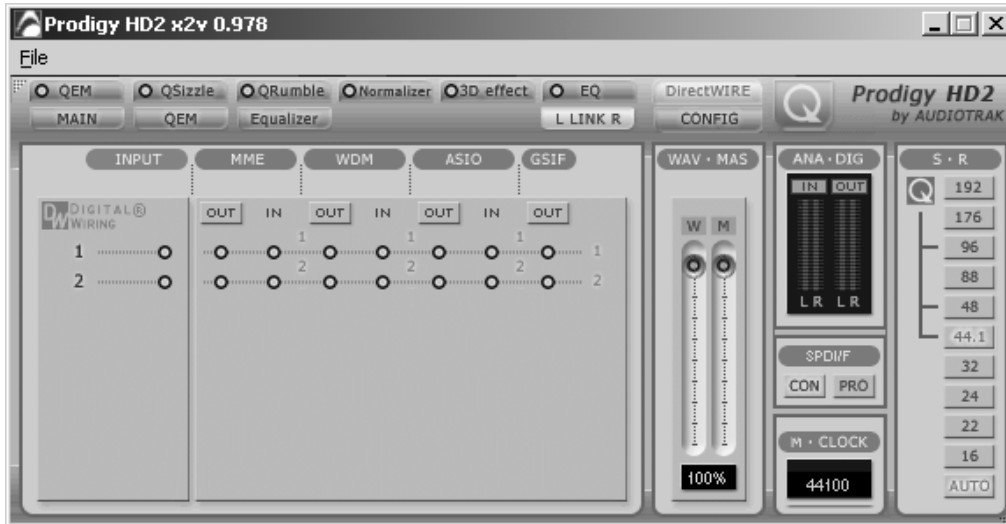 Prodigy HD2 x2v 0.978
File
QEM QSizzle QRumble Normalizer 3D effect EQ DirectWIRE
MAIN QEM Equalizer L LINK R CONFIG
Q
Prodigy HD2
by AUDIOTRAK
INPUT MME WDM ASIO GSIF WAV · MAS ANA · DIG S · R
DW DIGITAL® WIRING
OUT IN OUT IN OUT IN OUT
1 1 1 1 1
2 2 2 2 2
W M
100%
IN OUT
L R L R
SPDI/F
CON PRO
M · CLOCK
44100
Q 192
176
96
88
48
44.1
32
24
22
16
AUTO